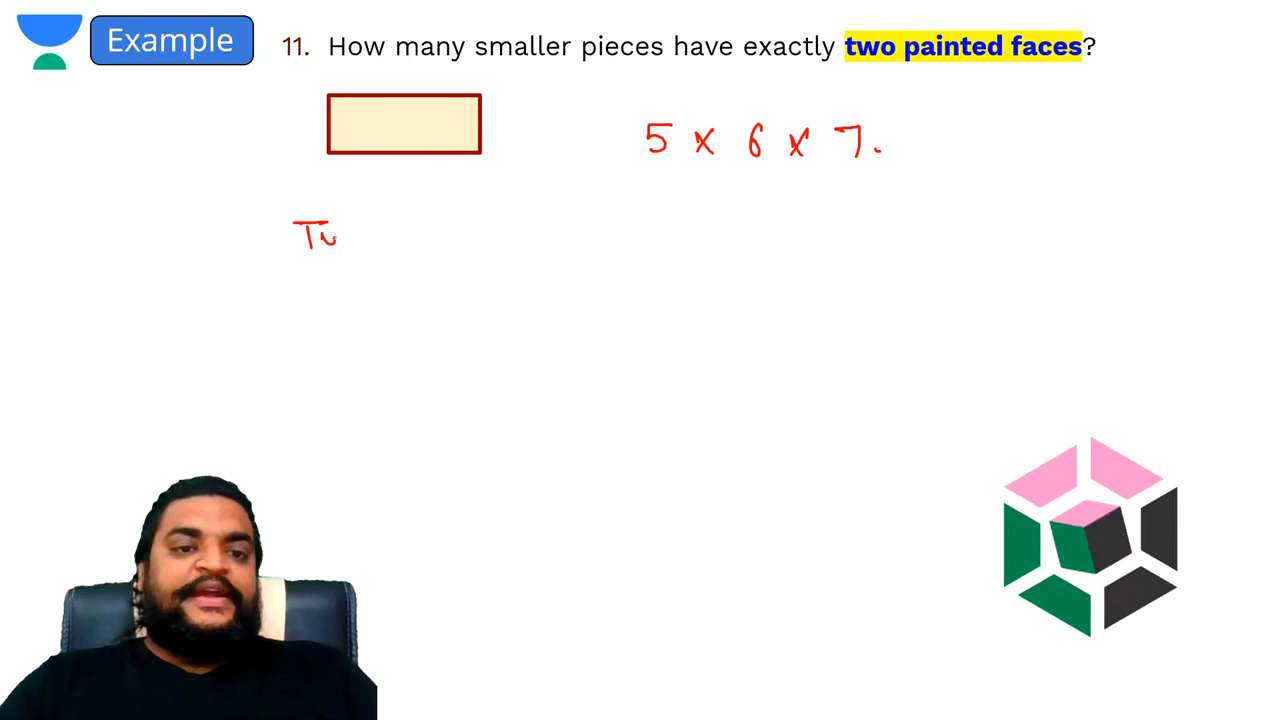 Example
11. How many smaller pieces have exactly two painted faces?
5 x 6 x 7.